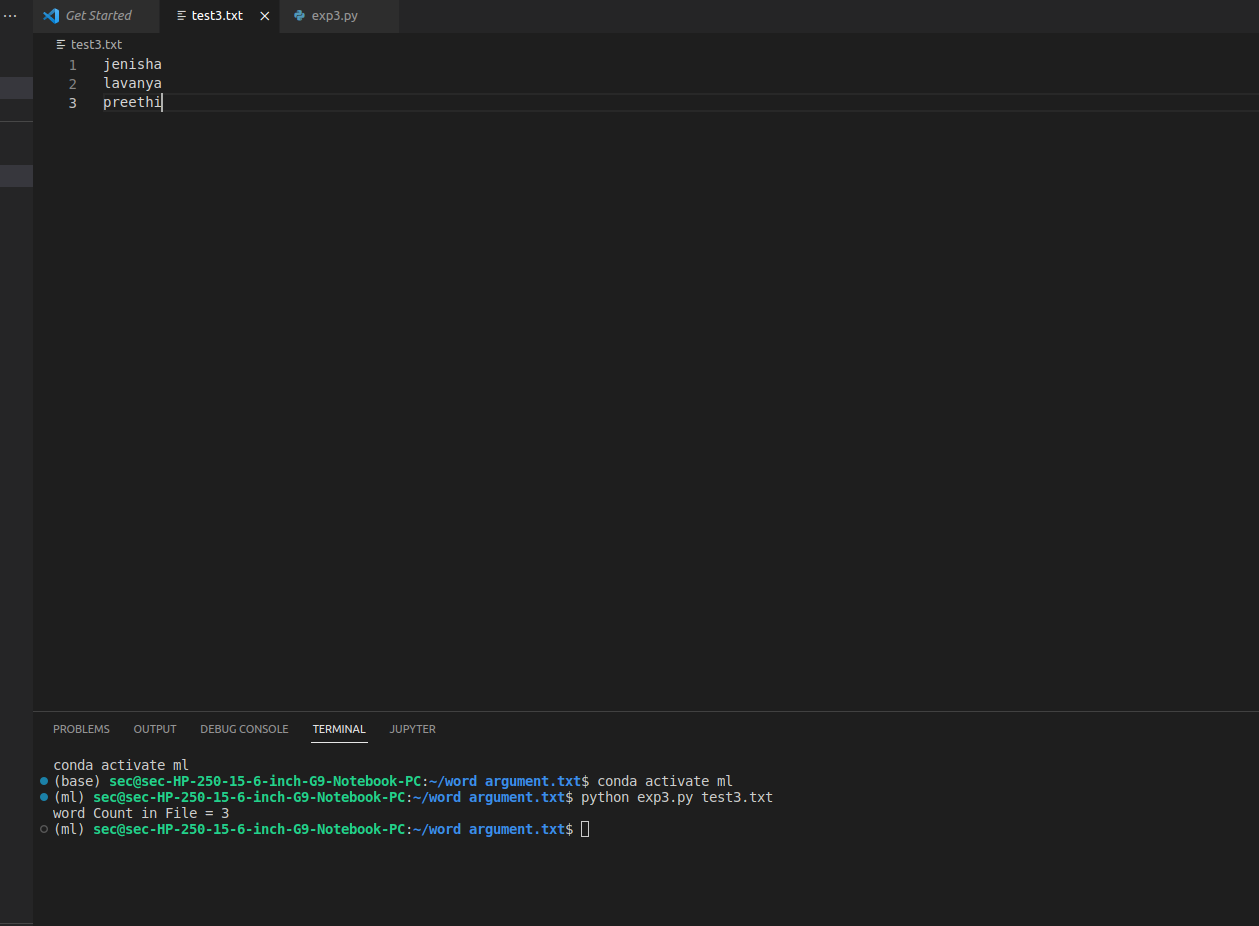 ··· Get Started test3.txt exp3.py
test3.txt
1 jenisha
2 lavanya
3 preethi
PROBLEMS OUTPUT DEBUG CONSOLE TERMINAL JUPYTER
conda activate ml
(base) sec@sec-HP-250-15-6-inch-G9-Notebook-PC:~/word argument.txt$ conda activate ml
(ml) sec@sec-HP-250-15-6-inch-G9-Notebook-PC:~/word argument.txt$ python exp3.py test3.txt
word Count in File = 3
(ml) sec@sec-HP-250-15-6-inch-G9-Notebook-PC:~/word argument.txt$